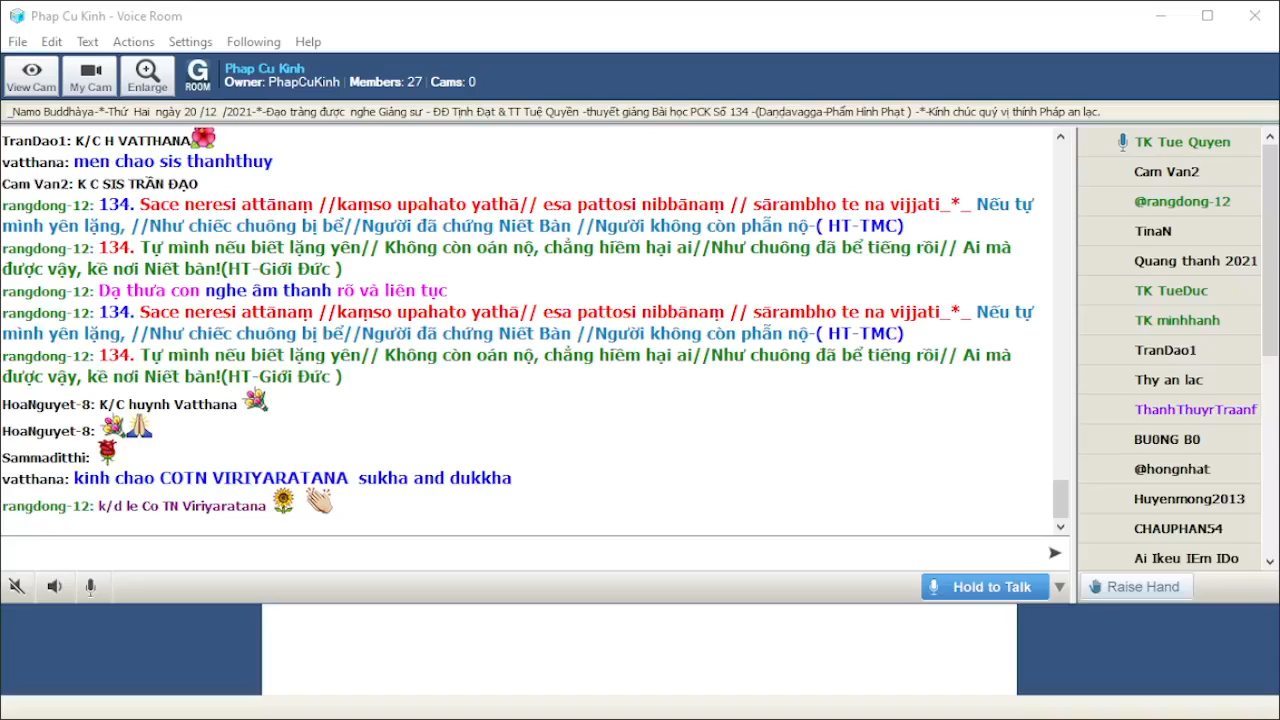 Phap Cu Kinh - Voice Room
File Edit Text Actions Settings Following Help
View Cam My Cam Enlarge G ROOM
Phap Cu Kinh
Owner: PhapCuKinh Members: 27 Cams: 0
_Namo Buddhàya-*-Thứ Hai ngày 20 /12 /2021-*-Đạo tràng được nghe Giảng sư - ĐĐ Tịnh Đạt & TT Tuệ Quyền -thuyết giảng Bài học PCK Số 134 -(Daṇḍavagga-Phẩm Hình Phạt ) -*-Kính chúc quý vị thính Pháp an lạc.
TranDao1: K/C H VATTHANA
vatthana: men chao sis thanhthuy
Cam Van2: K C SIS TRẦN ĐẠO
rangdong-12: 134. Sace neresi attānaṃ //kaṃso upahato yathā// esa pattosi nibbānaṃ // sārambho te na vijjati_*_ Nếu tự
mình yên lặng, //Như chiếc chuông bị bể//Người đã chứng Niết Bàn //Người không còn phẫn nộ-( HT-TMC)
rangdong-12: 134. Tự mình nếu biết lặng yên// Không còn oán nộ, chẳng hiềm hại ai//Như chuông đã bể tiếng rồi// Ai mà
được vậy, kề nơi Niết bàn!(HT-Giới Đức )
rangdong-12: Dạ thưa con nghe âm thanh rõ và liên tục
rangdong-12: 134. Sace neresi attānaṃ //kaṃso upahato yathā// esa pattosi nibbānaṃ // sārambho te na vijjati_*_ Nếu tự
mình yên lặng, //Như chiếc chuông bị bể//Người đã chứng Niết Bàn //Người không còn phẫn nộ-( HT-TMC)
rangdong-12: 134. Tự mình nếu biết lặng yên// Không còn oán nộ, chẳng hiềm hại ai//Như chuông đã bể tiếng rồi// Ai mà
được vậy, kề nơi Niết bàn!(HT-Giới Đức )
HoaNguyet-8: K/C huynh Vatthana
HoaNguyet-8:
Sammaditthi:
vatthana: kinh chao COTN VIRIYARATANA sukha and dukkha
rangdong-12: k/d le Co TN Viriyaratana
TK Tue Quyen
Cam Van2
@rangdong-12
TinaN
Quang thanh 2021
TK TueDuc
TK minhhanh
TranDao1
Thy an lac
ThanhThuyrTraanf
BU0NG B0
@hongnhat
Huyenmong2013
CHAUPHAN54
Ai Ikeu IEm IDo
Hold to Talk
Raise Hand